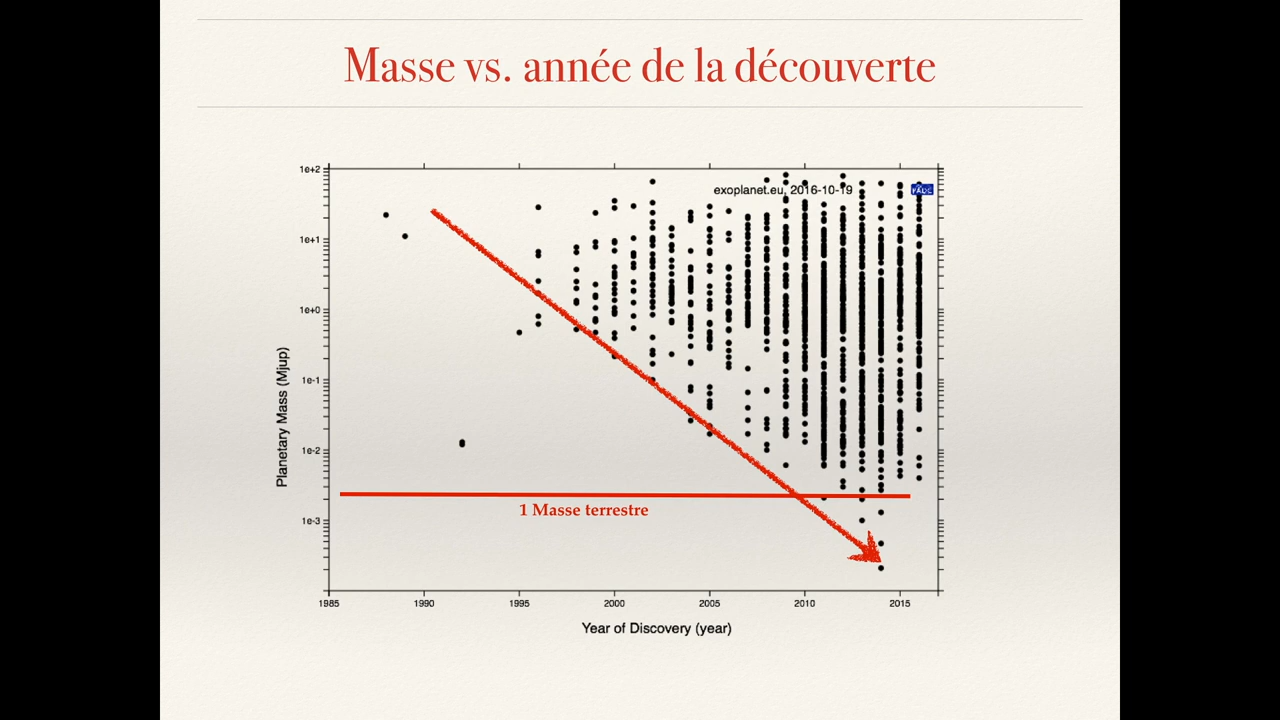 Masse vs. année de la découverte
exoplanet.eu, 2016-10-19
1e+2
1e+1
1e+0
1e-1
1e-2
1e-3
Planetary Mass (Mjup)
1 Masse terrestre
1985 1990 1995 2000 2005 2010 2015
Year of Discovery (year)